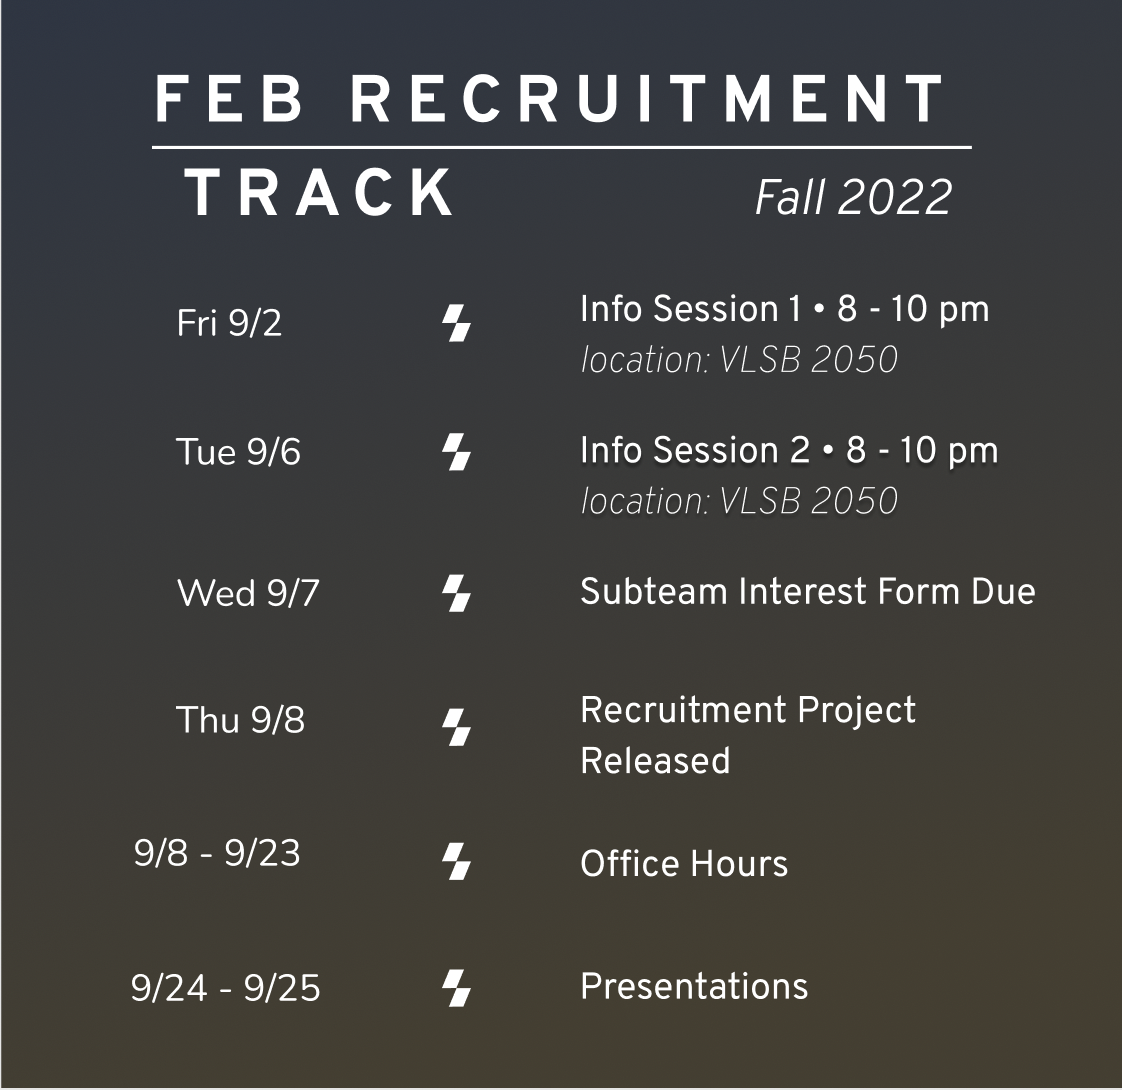 FEB RECRUITMENT
TRACK
Fall 2022
Fri 9/2
Info Session 1 • 8 - 10 pm
location: VLSB 2050
Tue 9/6
Info Session 2 • 8 - 10 pm
location: VLSB 2050
Wed 9/7
Subteam Interest Form Due
Thu 9/8
Recruitment Project
Released
9/8 - 9/23
Office Hours
9/24 - 9/25
Presentations